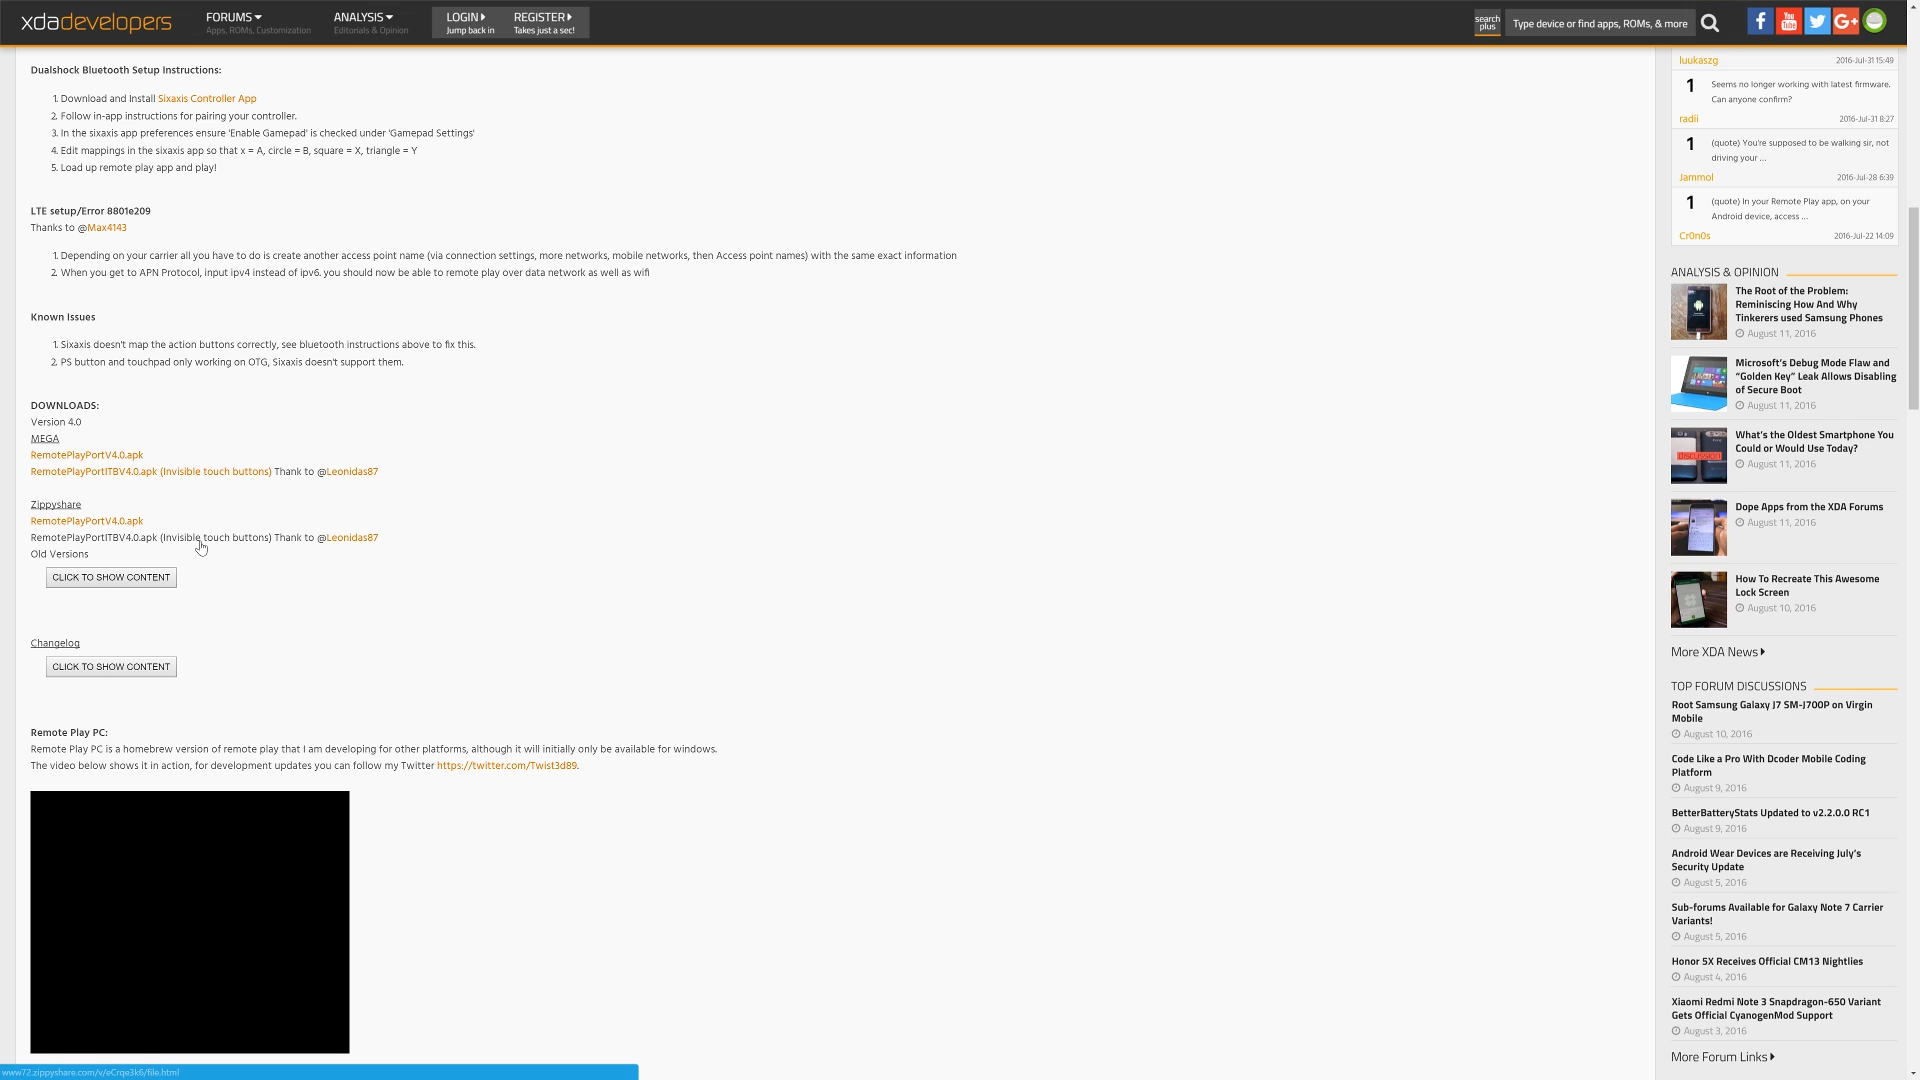 xdadevelopers
FORUMS
Apps, ROMs, Customization
ANALYSIS
Editorials & Opinion
LOGIN
Jump back in
REGISTER
Takes just a sec!
search
plus
Type device or find apps, ROMs, & more
Dualshock Bluetooth Setup Instructions:
1. Download and Install Sixaxis Controller App
2. Follow in-app instructions for pairing your controller.
3. In the sixaxis app preferences ensure 'Enable Gamepad' is checked under 'Gamepad Settings'
4. Edit mappings in the sixaxis app so that x = A, circle = B, square = X, triangle = Y
5. Load up remote play app and play!
LTE setup/Error 8801e209
Thanks to @Max4143
1. Depending on your carrier all you have to do is create another access point name (via connection settings, more networks, mobile networks, then Access point names) with the same exact information
2. When you get to APN Protocol, input ipv4 instead of ipv6. you should now be able to remote play over data network as well as wifi
Known Issues
1. Sixaxis doesn't map the action buttons correctly, see bluetooth instructions above to fix this.
2. PS button and touchpad only working on OTG, Sixaxis doesn't support them.
DOWNLOADS:
Version 4.0
MEGA
RemotePlayPortV4.0.apk
RemotePlayPortITBV4.0.apk (Invisible touch buttons) Thank to @Leonidas87
Zippyshare
RemotePlayPortV4.0.apk
RemotePlayPortITBV4.0.apk (Invisible touch buttons) Thank to @Leonidas87
Old Versions
CLICK TO SHOW CONTENT
Changelog
CLICK TO SHOW CONTENT
Remote Play PC:
Remote Play PC is a homebrew version of remote play that I am developing for other platforms, although it will initially only be available for windows.
The video below shows it in action, for development updates you can follow my Twitter https://twitter.com/Twist3d89.
www72.zippyshare.com/v/eCrqe3k6/file.html
luukaszg 2016-Jul-31 15:49
1 Seems no longer working with latest firmware.
Can anyone confirm?
radii 2016-Jul-31 8:27
1 (quote) You're supposed to be walking sir, not
driving your ...
Jammol 2016-Jul-28 6:39
1 (quote) In your Remote Play app, on your
Android device, access ...
Cr0n0s 2016-Jul-22 14:09
ANALYSIS & OPINION
The Root of the Problem:
Reminiscing How And Why
Tinkerers used Samsung Phones
August 11, 2016
Microsoft's Debug Mode Flaw and
"Golden Key" Leak Allows Disabling
of Secure Boot
August 11, 2016
What's the Oldest Smartphone You
Could or Would Use Today?
August 11, 2016
Dope Apps from the XDA Forums
August 11, 2016
How To Recreate This Awesome
Lock Screen
August 10, 2016
More XDA News
TOP FORUM DISCUSSIONS
Root Samsung Galaxy J7 SM-J700P on Virgin
Mobile
August 10, 2016
Code Like a Pro With Dcoder Mobile Coding
Platform
August 9, 2016
BetterBatteryStats Updated to v2.2.0.0 RC1
August 9, 2016
Android Wear Devices are Receiving July's
Security Update
August 5, 2016
Sub-forums Available for Galaxy Note 7 Carrier
Variants!
August 5, 2016
Honor 5X Receives Official CM13 Nightlies
August 4, 2016
Xiaomi Redmi Note 3 Snapdragon-650 Variant
Gets Official CyanogenMod Support
August 3, 2016
More Forum Links